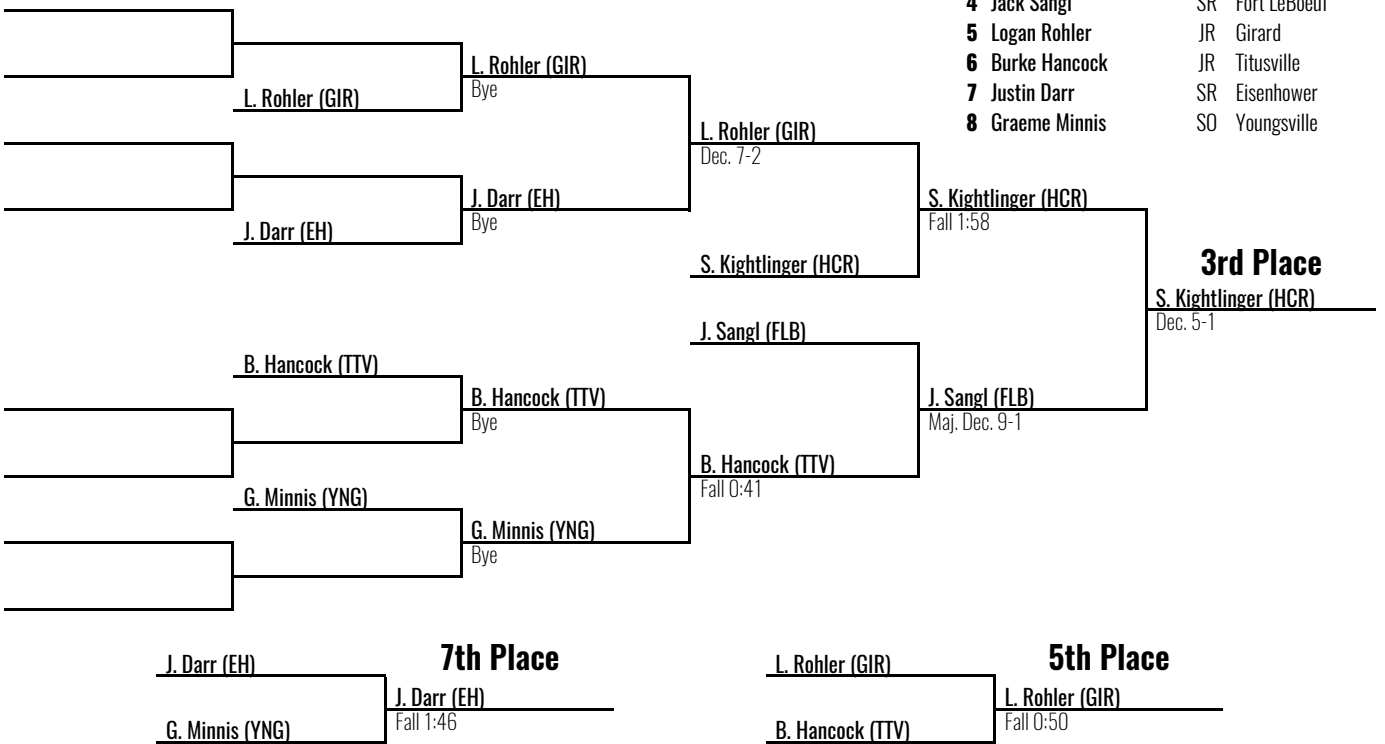 4 Jack Sangl SR Fort LeBoeuf
5 Logan Rohler JR Girard
6 Burke Hancock JR Titusville
7 Justin Darr SR Eisenhower
8 Graeme Minnis SO Youngsville
L. Rohler (GIR)
Bye
L. Rohler (GIR)
L. Rohler (GIR)
Dec. 7-2
J. Darr (EH)
Bye
J. Darr (EH)
S. Kightlinger (HCR)
Fall 1:58
S. Kightlinger (HCR)
3rd Place
S. Kightlinger (HCR)
Dec. 5-1
J. Sangl (FLB)
B. Hancock (TTV)
B. Hancock (TTV)
Bye
J. Sangl (FLB)
Maj. Dec. 9-1
B. Hancock (TTV)
Fall 0:41
G. Minnis (YNG)
G. Minnis (YNG)
Bye
7th Place
J. Darr (EH)
J. Darr (EH)
Fall 1:46
G. Minnis (YNG)
5th Place
L. Rohler (GIR)
L. Rohler (GIR)
Fall 0:50
B. Hancock (TTV)